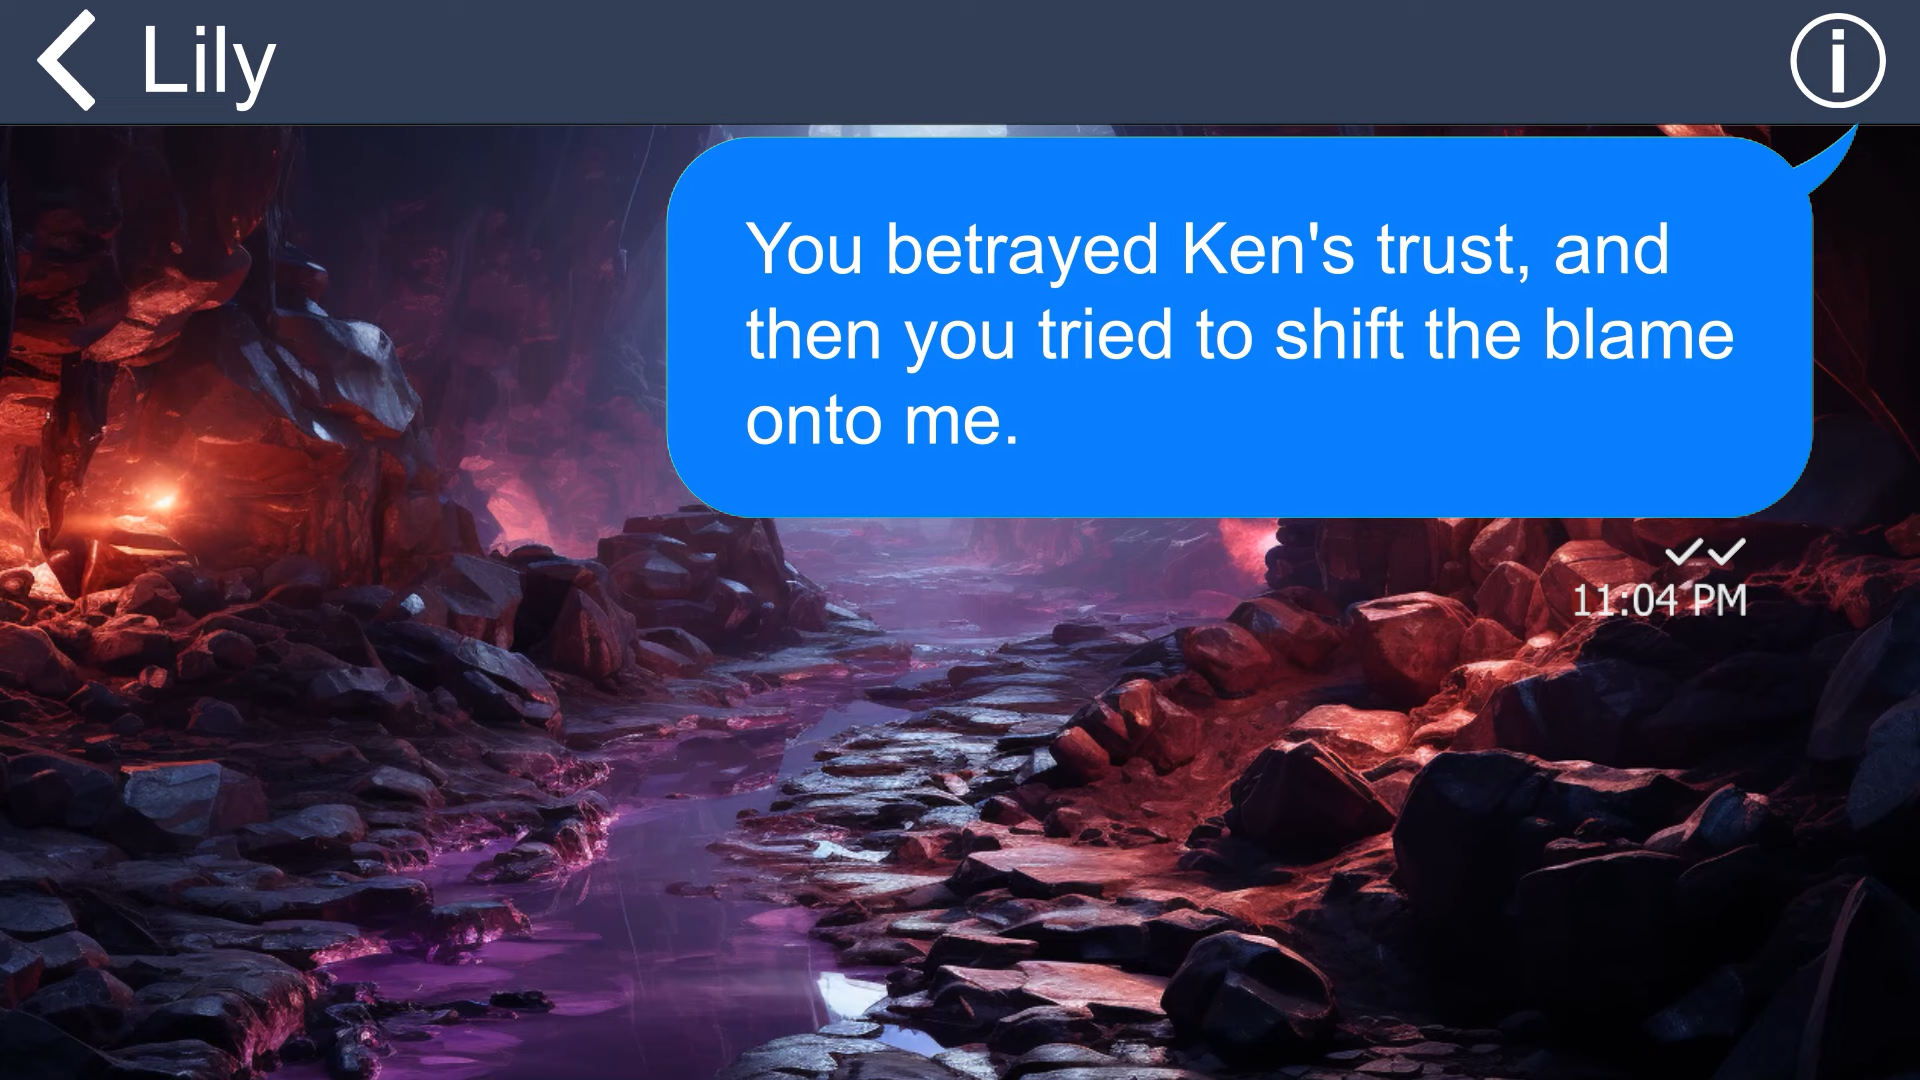 Lily
You betrayed Ken's trust, and
then you tried to shift the blame
onto me.
11:04 PM